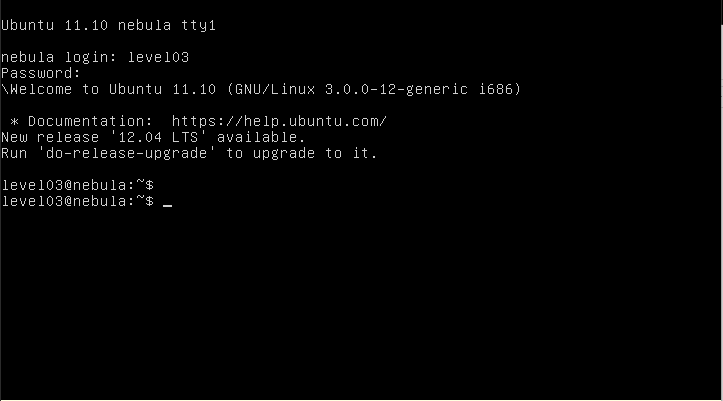 Ubuntu 11.10 nebula tty1
nebula login: level03
Password:
\Welcome to Ubuntu 11.10 (GNU/Linux 3.0.0-12-generic i686)
 * Documentation:  https://help.ubuntu.com/
New release '12.04 LTS' available.
Run 'do-release-upgrade' to upgrade to it.
level03@nebula:~$
level03@nebula:~$ _